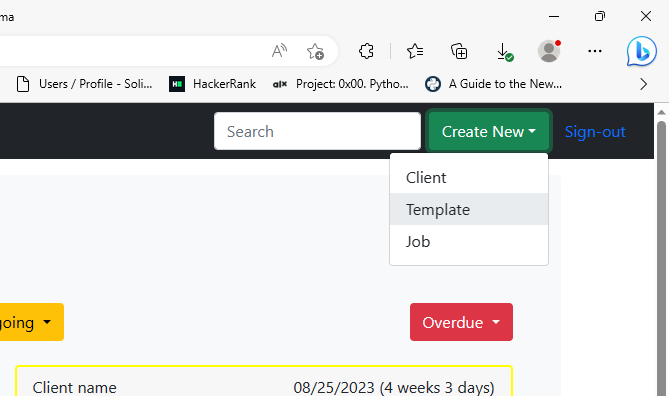 ma
Users / Profile - Soli...
HackerRank
alx Project: 0x00. Pytho...
A Guide to the New...
Search
Create New
Sign-out
Client
Template
Job
going
Overdue
Client name 08/25/2023 (4 weeks 3 days)